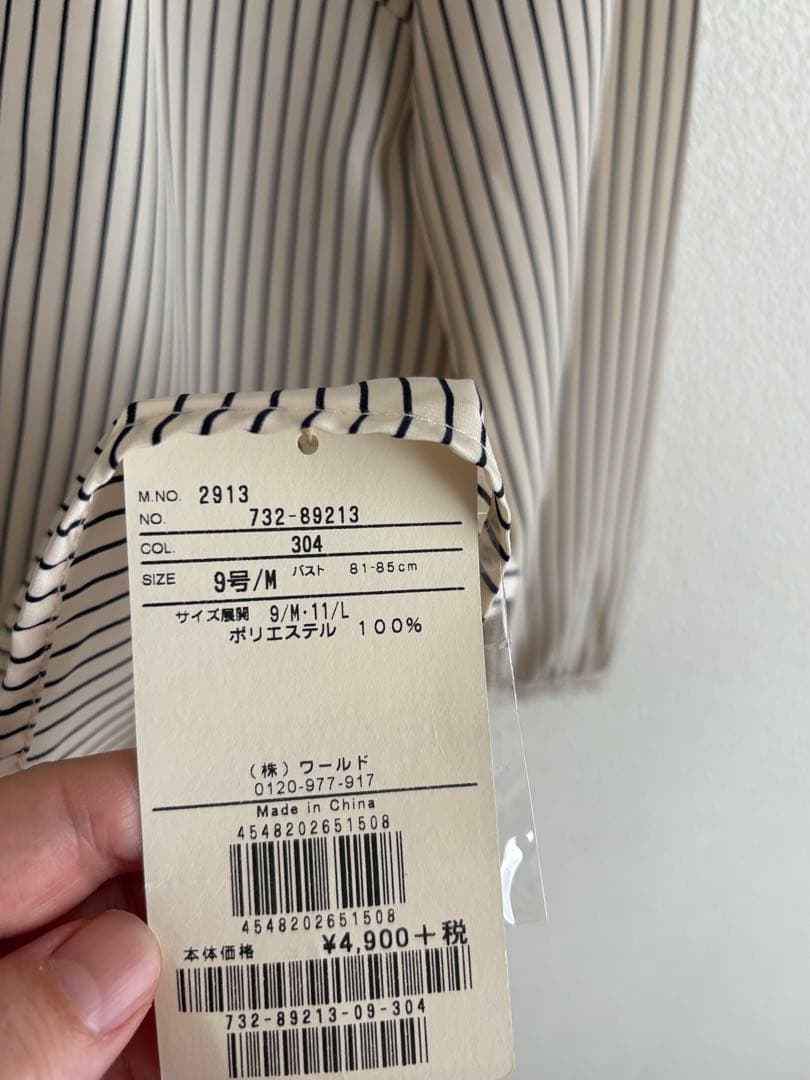 M.NO. 2913
NO. 732-89213
COL. 304
SIZE 9号/M バスト 81-85cm
サイズ展開 9/M・11/L
ポリエステル 100%
(株)ワールド
0120-977-917
Made in China
4548202651508
4548202651508
本体価格 ¥4,900+税
732-89213-09-304